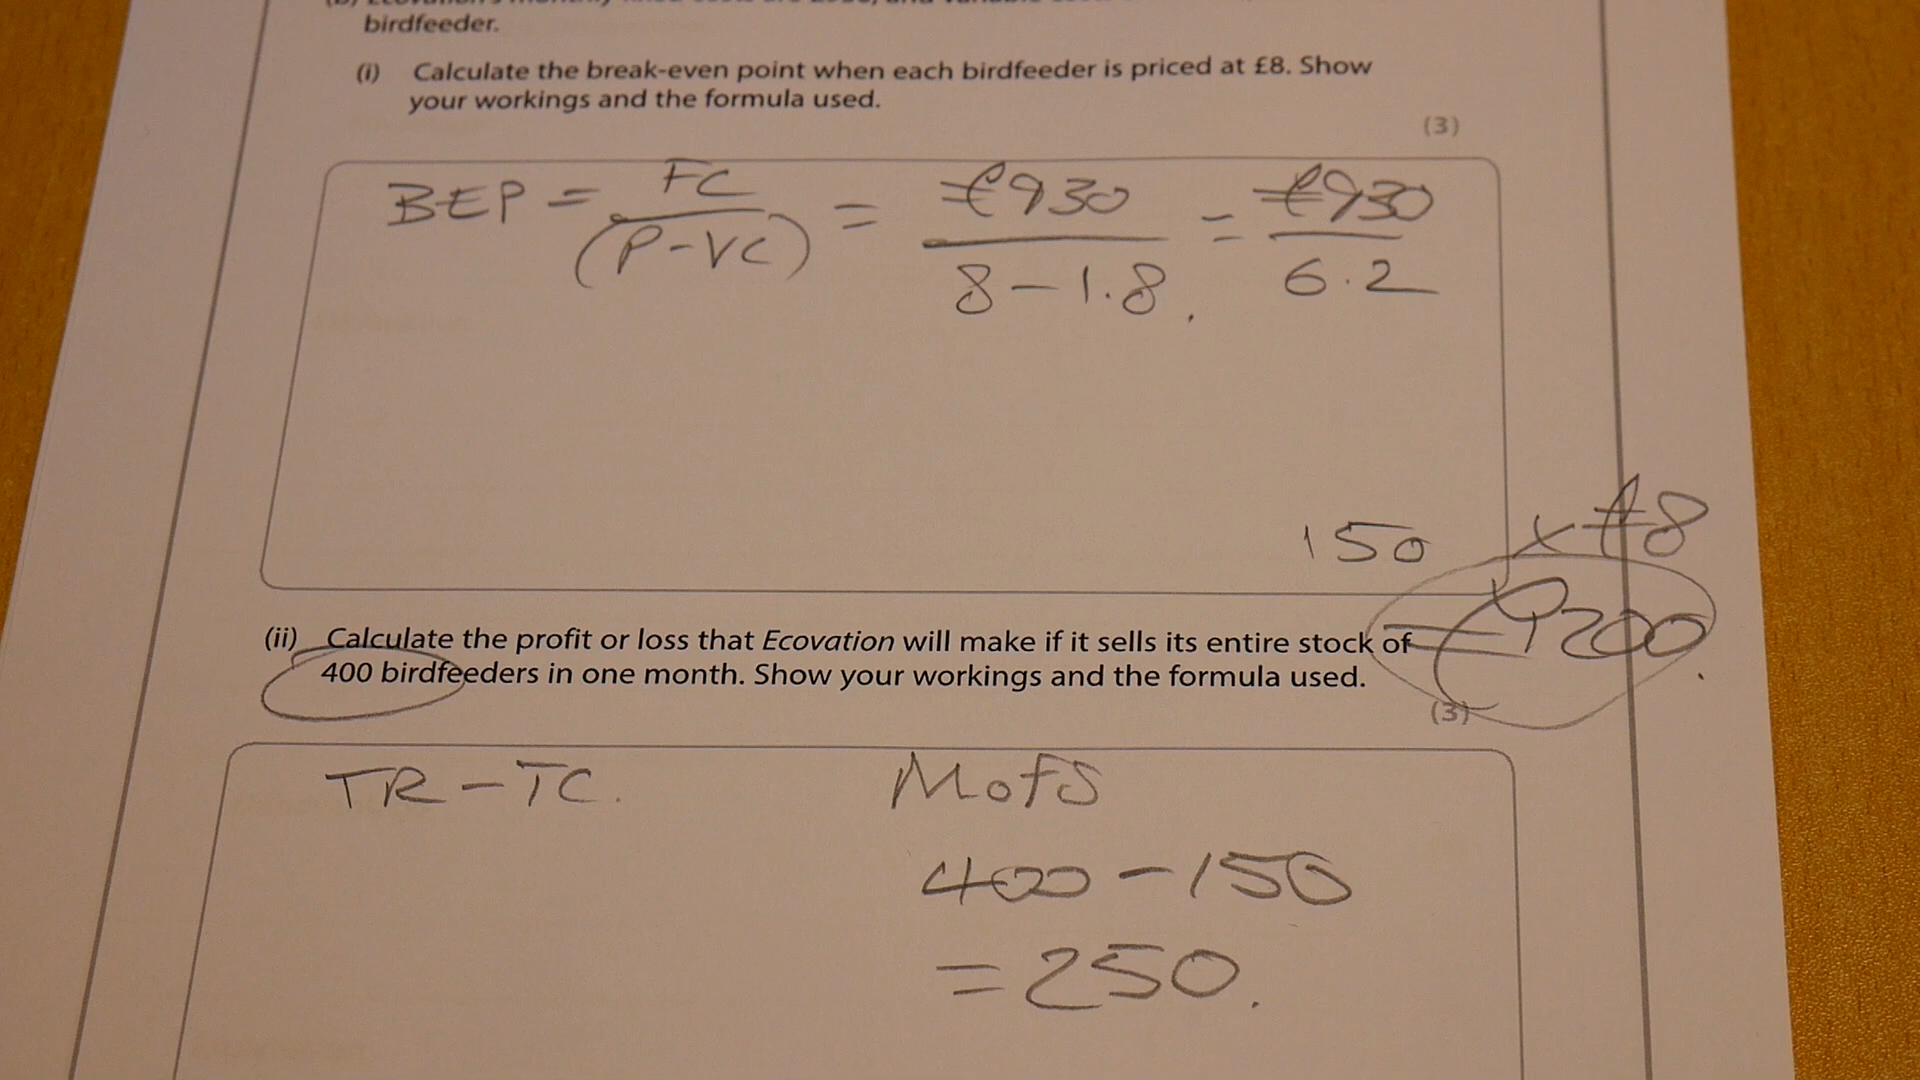 birdfeeder.
(i) Calculate the break-even point when each birdfeeder is priced at £8. Show
your workings and the formula used.
(3)
BEP = FC / (P-VC) = £930 / 8-1.8. = £930 / 6.2
150 x £8
= £1200.
(ii) Calculate the profit or loss that Ecovation will make if it sells its entire stock of
400 birdfeeders in one month. Show your workings and the formula used.
(3)
TR-TC.
MofS
400-150
=250.